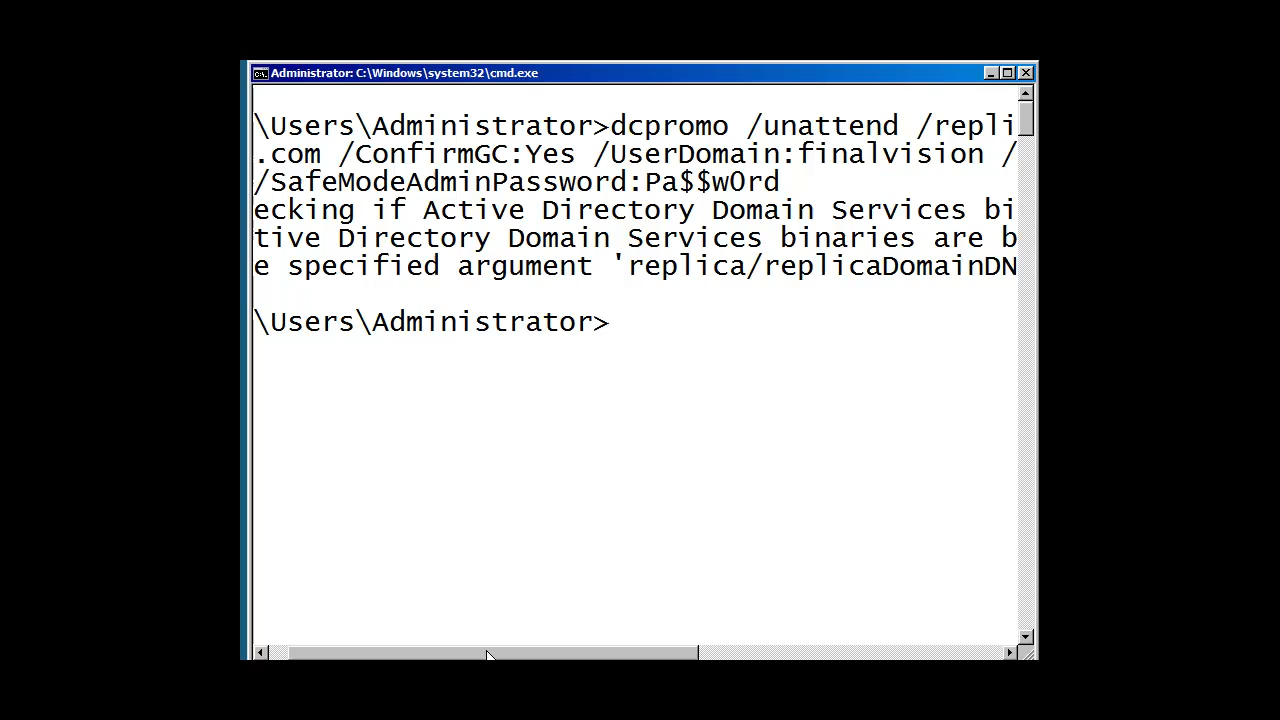 Administrator: C:\Windows\system32\cmd.exe
\Users\Administrator>dcpromo /unattend /repli
.com /ConfirmGC:Yes /UserDomain:finalvision /
/SafeModeAdminPassword:Pa$$w0rd
ecking if Active Directory Domain Services bi
tive Directory Domain Services binaries are b
e specified argument 'replica/replicaDomainDN
\Users\Administrator>